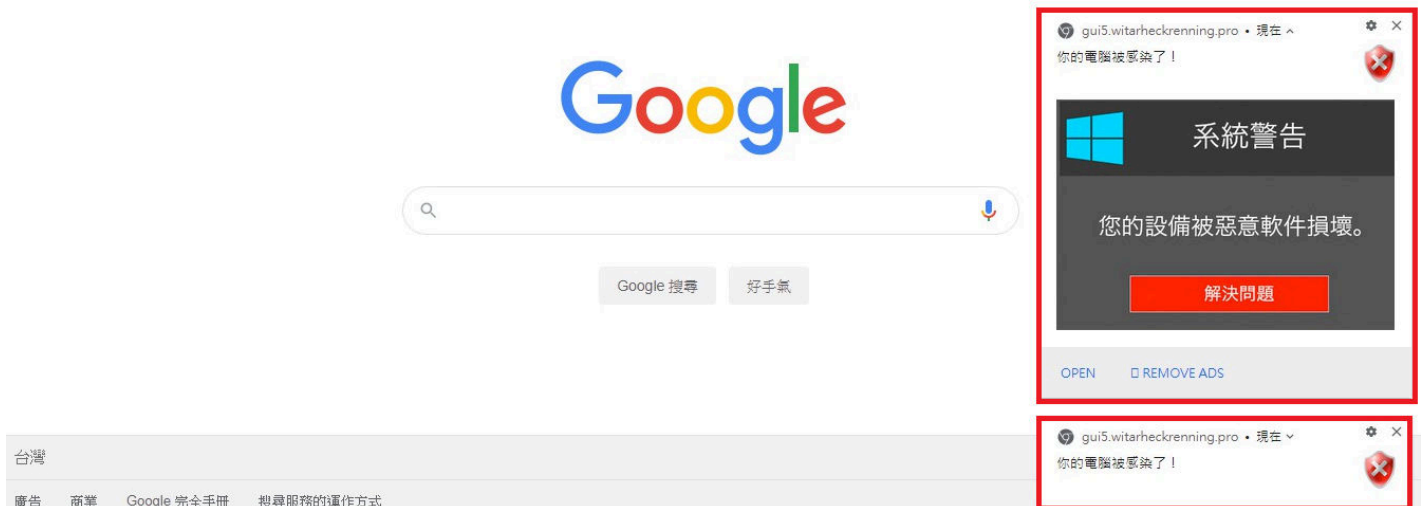 Google
Google 搜尋
好手氣
gui5.witarheckrenning.pro • 現在
你的電腦被感染了！
系統警告
您的設備被惡意軟件損壞。
解決問題
OPEN
REMOVE ADS
台灣
廣告 商業 Google 完全手冊 搜尋服務的運作方式
gui5.witarheckrenning.pro • 現在
你的電腦被感染了！